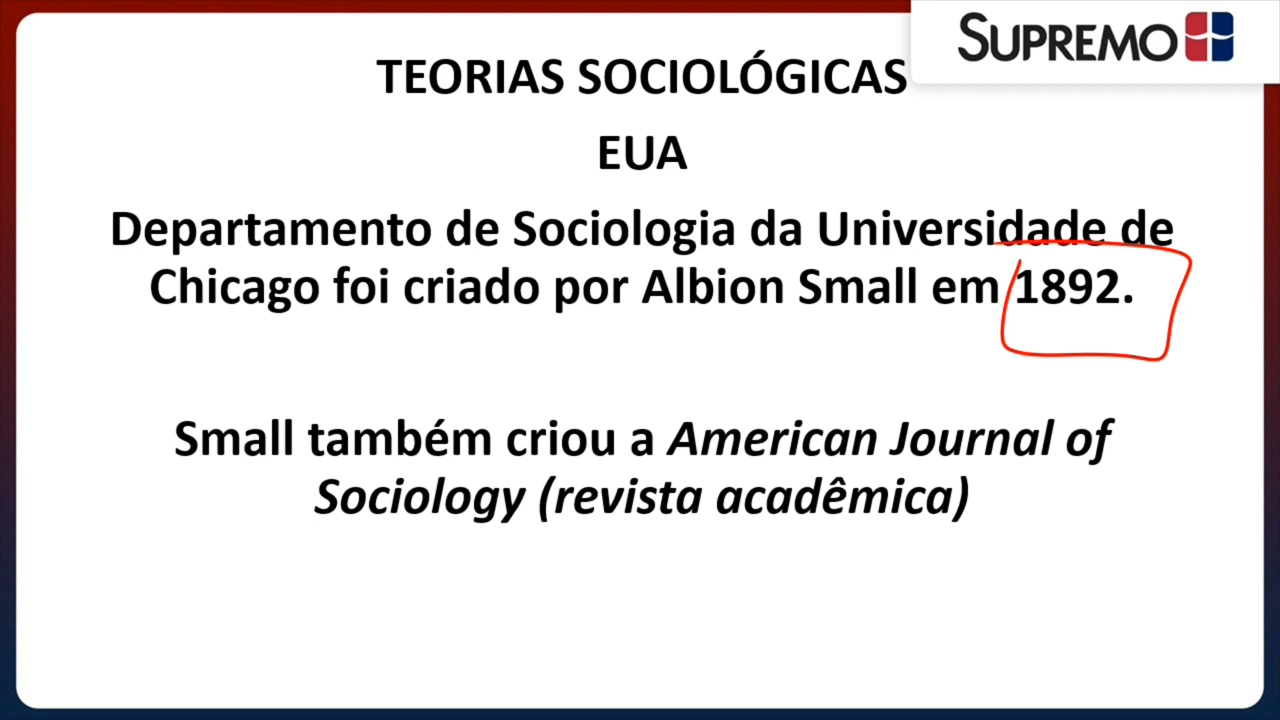 SUPREMO
TEORIAS SOCIOLÓGICAS
EUA
Departamento de Sociologia da Universidade de
Chicago foi criado por Albion Small em 1892.
Small também criou a American Journal of
Sociology (revista acadêmica)